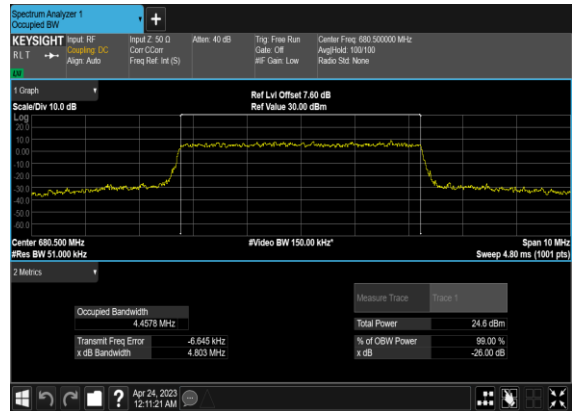 Spectrum Analyzer 1
Occupied BW
+
KEYSIGHT Input: RF Input Z: 50 Ω Atten: 40 dB Trig: Free Run Center Freq: 680.500000 MHz
RLT Coupling: DC Corr CCorr Gate: Off Avg|Hold: 100/100
Align: Auto Freq Ref: Int (S) #IF Gain: Low Radio Std: None
1 Graph
Ref Lvl Offset 7.60 dB
Scale/Div 10.0 dB Ref Value 30.00 dBm
Log
20.0
10.0
0.00
-10.0
-20.0
-30.0
-40.0
-50.0
-60.0
Center 680.500 MHz #Video BW 150.00 kHz* Span 10 MHz
#Res BW 51.000 kHz Sweep 4.80 ms (1001 pts)
2 Metrics
Measure Trace Trace 1
Occupied Bandwidth
4.4578 MHz Total Power 24.6 dBm
Transmit Freq Error -6.645 kHz % of OBW Power 99.00 %
x dB Bandwidth 4.803 MHz x dB -26.00 dB
? Apr 24, 2023
12:11:21 AM